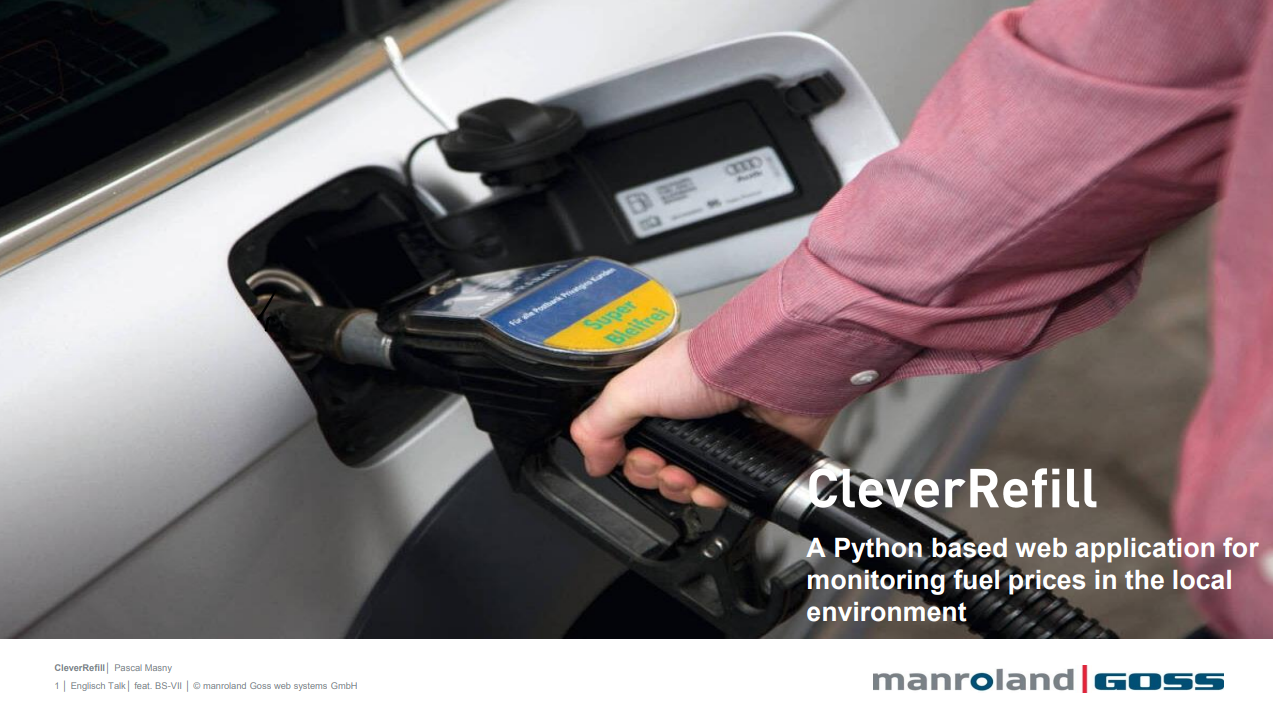 Audi
Für alle Postbank Privatgiro Kunden
Super
Bleifrei
CleverRefill
A Python based web application for
monitoring fuel prices in the local
environment
CleverRefill│ Pascal Masny
1 │ Englisch Talk│ feat. BS-VII │ © manroland Goss web systems GmbH
manroland GOSS